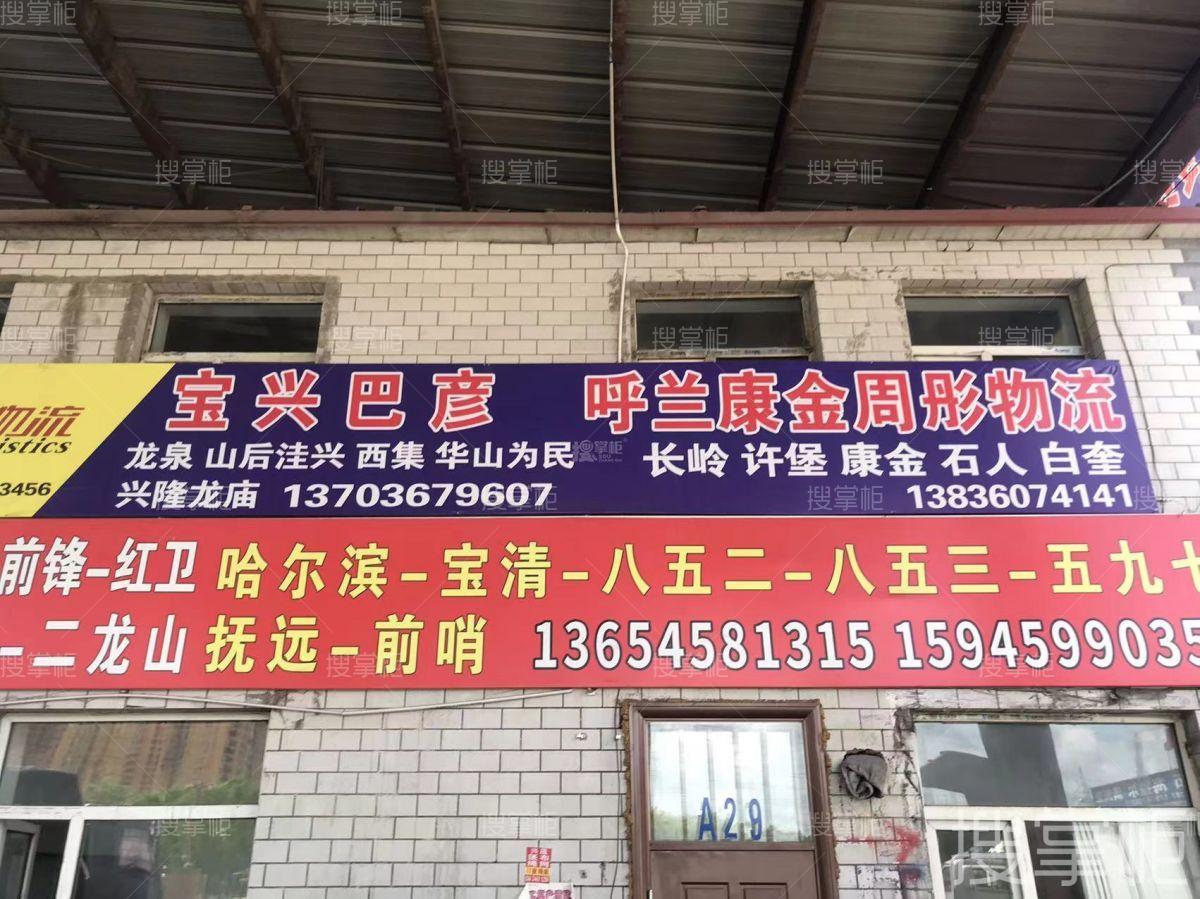 物流
istics
3456
宝兴巴彦
龙泉 山后洼兴 西集 华山为民
兴隆龙庙 13703679607
呼兰康金周彤物流
长岭 许堡 康金 石人 白奎
13836074141
前锋-红卫 哈尔滨-宝清-八五二-八五三-五九七
-二龙山 抚远-前哨 13654581315 1594599035
A29
搜掌柜